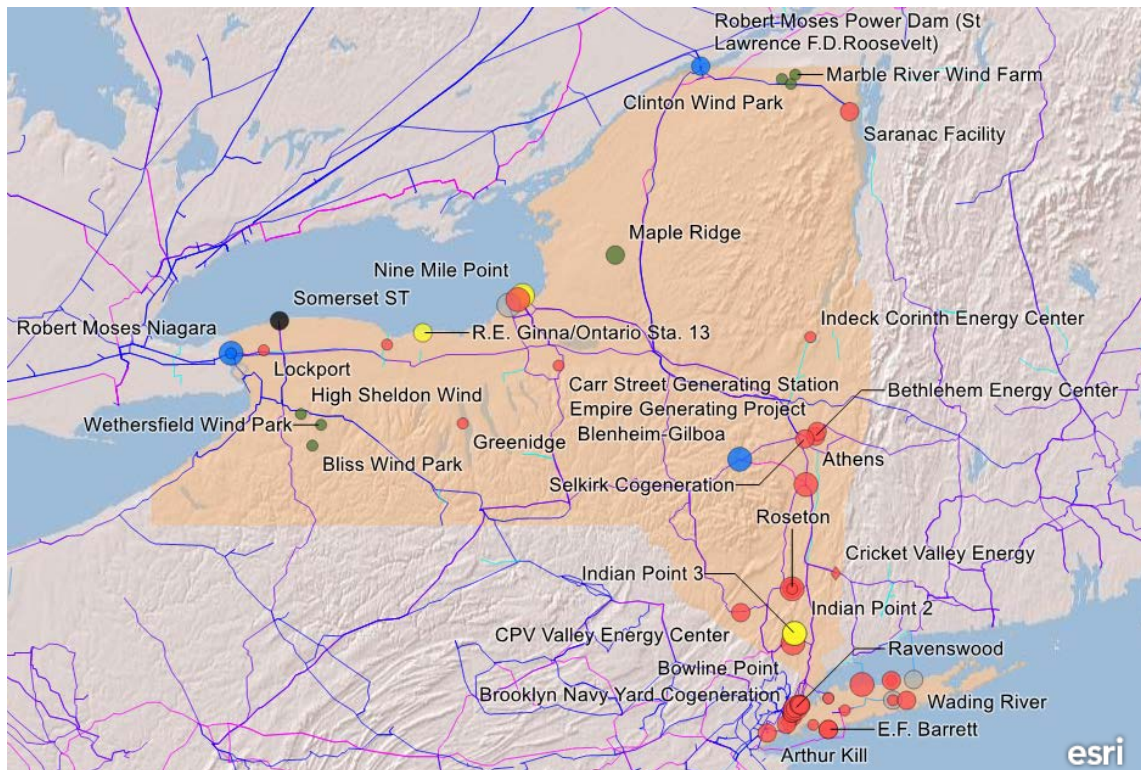 Robert Moses Power Dam (St
Lawrence F.D.Roosevelt)
Marble River Wind Farm
Clinton Wind Park
Saranac Facility
Maple Ridge
Nine Mile Point
Somerset ST
Robert Moses Niagara
R.E. Ginna/Ontario Sta. 13
Indeck Corinth Energy Center
Lockport
Carr Street Generating Station
Bethlehem Energy Center
High Sheldon Wind
Empire Generating Project
Wethersfield Wind Park
Blenheim-Gilboa
Greenidge
Bliss Wind Park
Athens
Selkirk Cogeneration
Roseton
Cricket Valley Energy
Indian Point 3
Indian Point 2
CPV Valley Energy Center
Ravenswood
Bowline Point
Brooklyn Navy Yard Cogeneration
Wading River
E.F. Barrett
Arthur Kill
esri